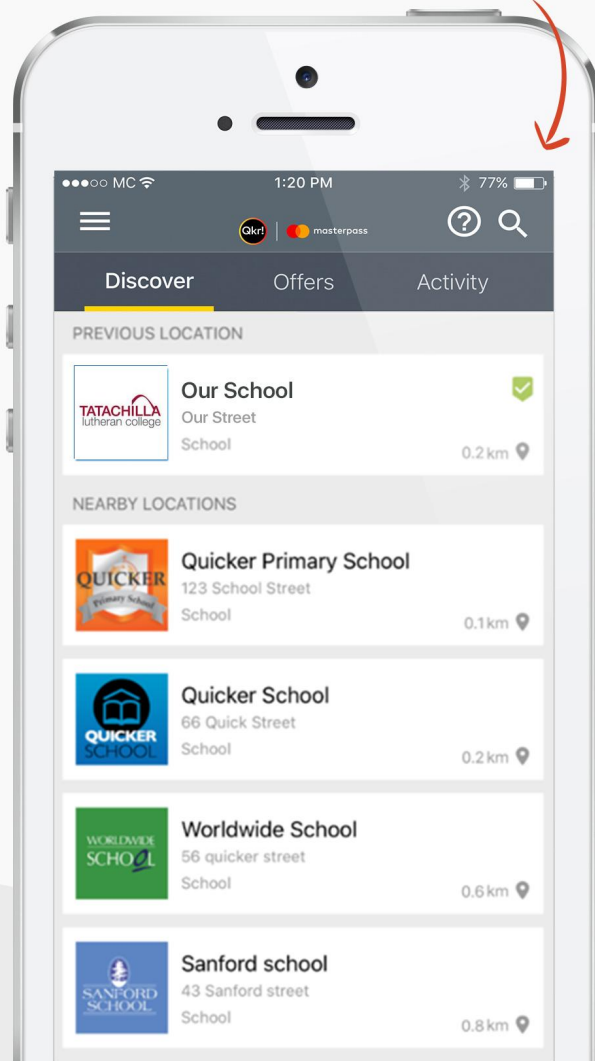 MC 1:20 PM 77%
Qkr! masterpass
Discover Offers Activity
PREVIOUS LOCATION
TATACHILLA
lutheran college
Our School
Our Street
School
0.2 km
NEARBY LOCATIONS
QUICKER
Primary School
Quicker Primary School
123 School Street
School
0.1 km
QUICKER
SCHOOL
Quicker School
66 Quick Street
School
0.2 km
WORLDWIDE
SCHOOL
Worldwide School
56 quicker street
School
0.6 km
SANFORD
SCHOOL
Sanford school
43 Sanford street
School
0.8 km